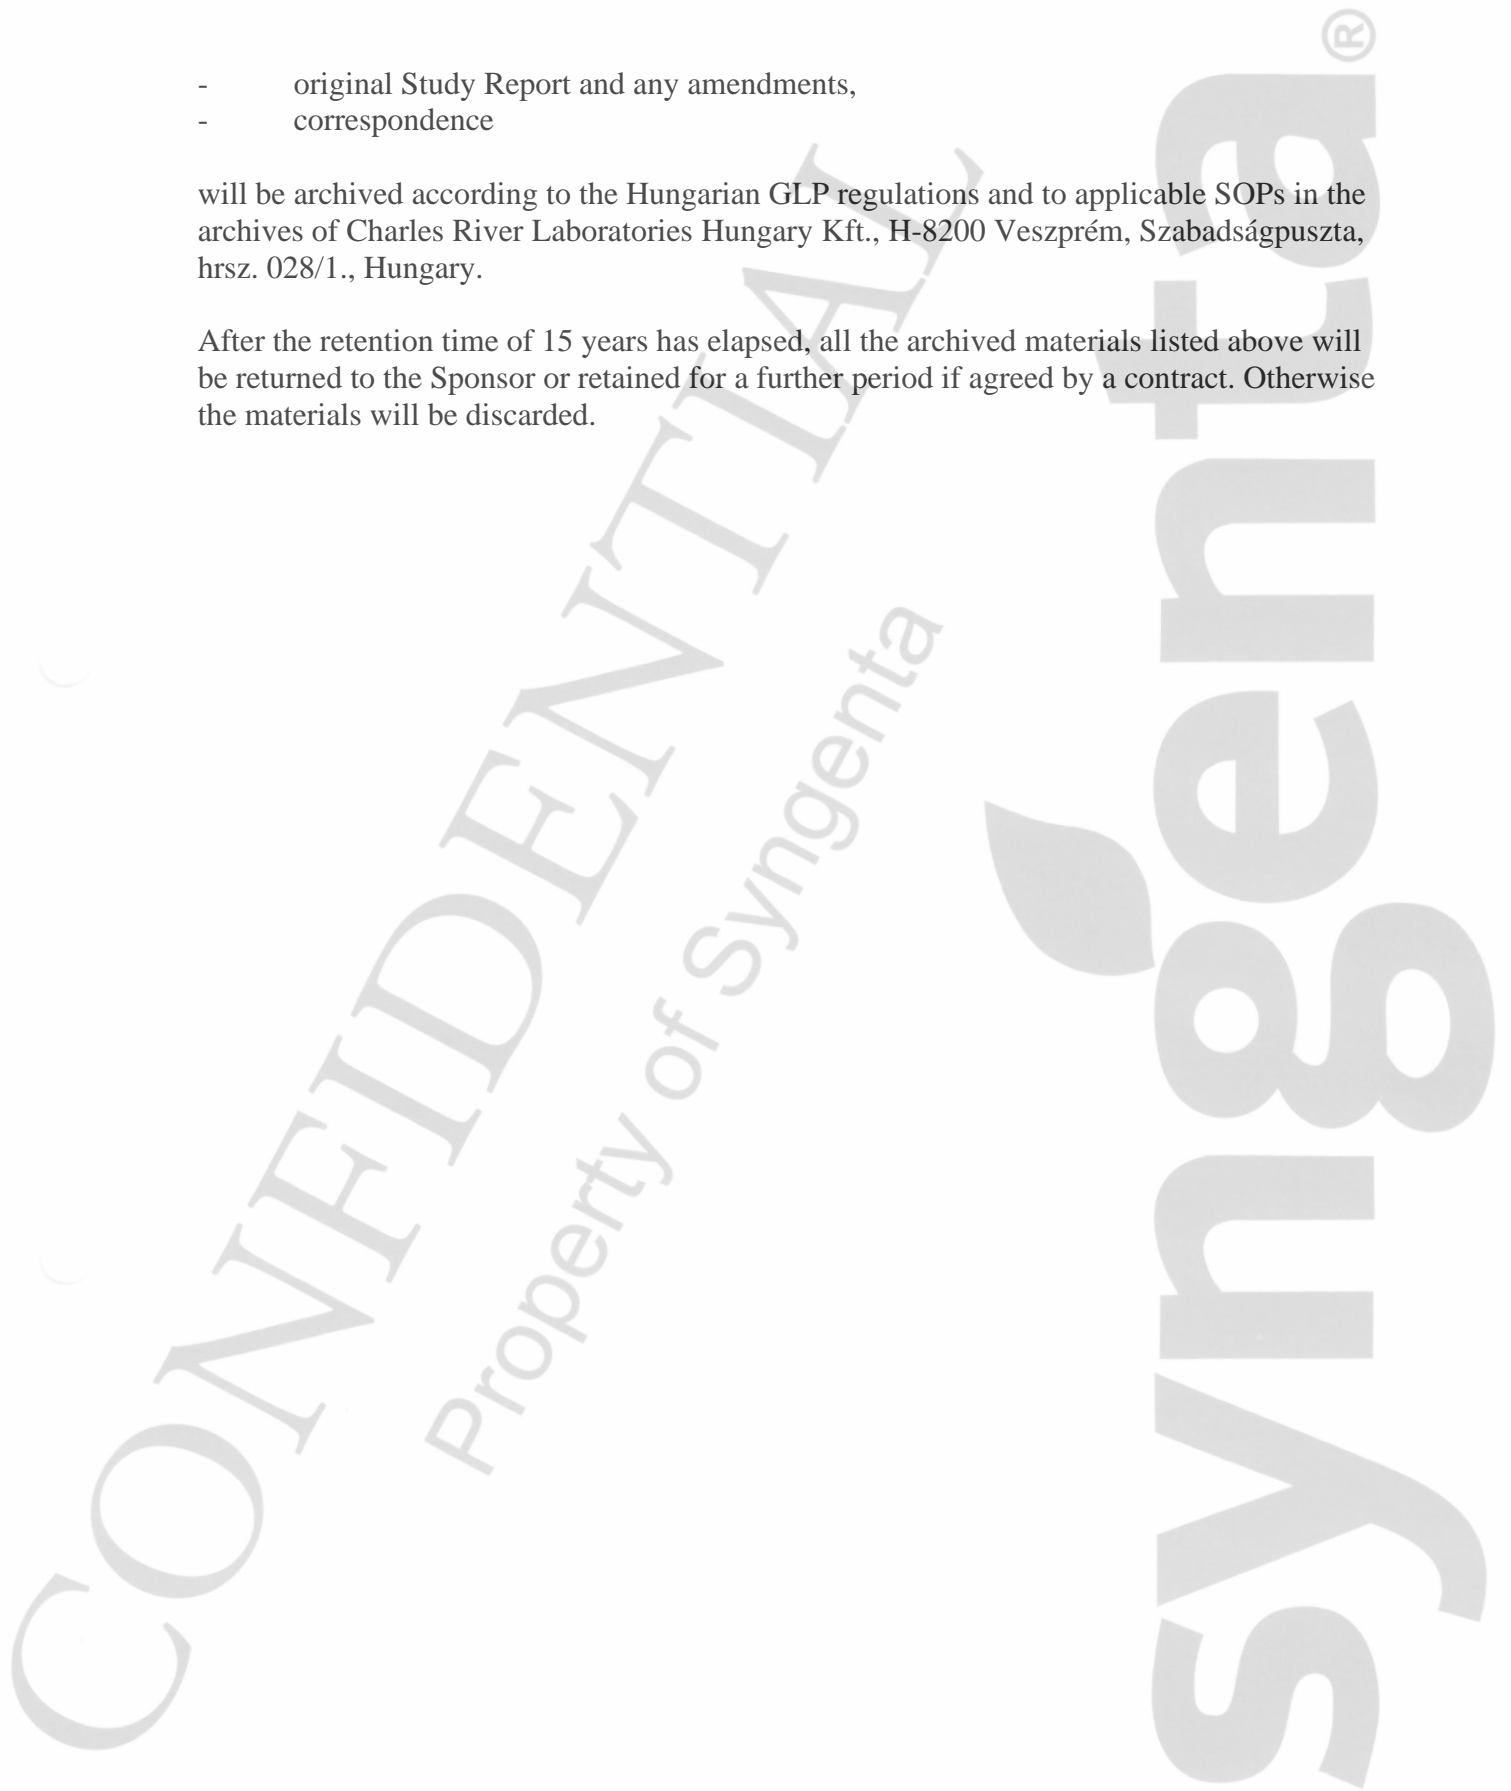 - original Study Report and any amendments,
- correspondence
will be archived according to the Hungarian GLP regulations and to applicable SOPs in the
archives of Charles River Laboratories Hungary Kft., H-8200 Veszprém, Szabadságpuszta,
hrsz. 028/1., Hungary.
After the retention time of 15 years has elapsed, all the archived materials listed above will
be returned to the Sponsor or retained for a further period if agreed by a contract. Otherwise
the materials will be discarded.
CONFIDENTIAL
Property of Syngenta
syngenta®